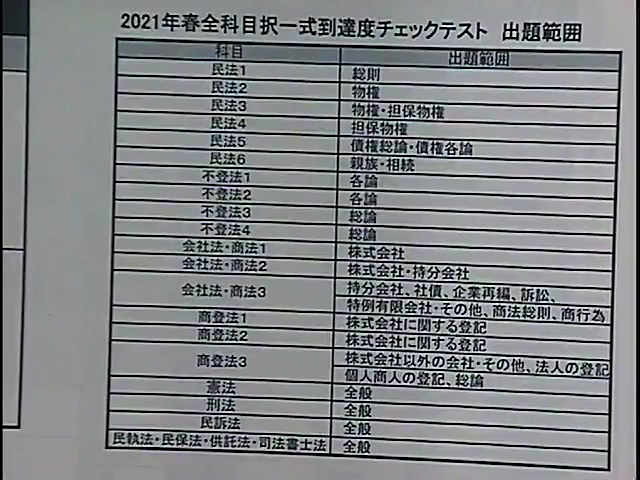 2021年春全科目択一式到達度チェックテスト 出題範囲
科目 出題範囲
民法1 総則
民法2 物権
民法3 物権・担保物権
民法4 担保物権
民法5 債権総論・債権各論
民法6 親族・相続
不登法1 各論
不登法2 各論
不登法3 総論
不登法4 総論
会社法・商法1 株式会社
会社法・商法2 株式会社・持分会社
会社法・商法3 持分会社、社債、企業再編、訴訟、
特例有限会社・その他、商法総則、商行為
商登法1 株式会社に関する登記
商登法2 株式会社に関する登記
商登法3 株式会社以外の会社・その他、法人の登記
個人商人の登記、総論
憲法 全般
刑法 全般
民訴法 全般
民執法・民保法・供託法・司法書士法 全般